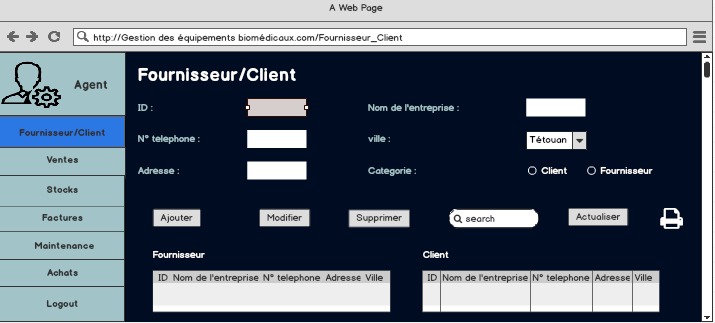 A Web Page
http://Gestion des équipements biomédicaux.com/Fournisseur_Client
Agent
Fournisseur/Client
Ventes
Stocks
Factures
Maintenance
Achats
Logout
Fournisseur/Client
ID : Nom de l'entreprise :
N° telephone : ville : Tétouan
Adresse : Categorie : Client Fournisseur
Ajouter Modifier Supprimer search Actualiser
Fournisseur Client
ID Nom de l'entreprise N° telephone Adresse Ville ID Nom de l'entreprise N° telephone Adresse Ville